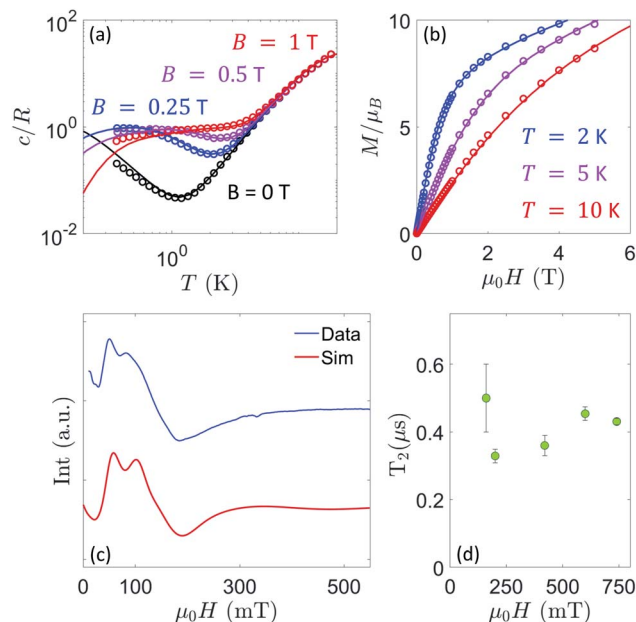 (a)
B = 1 T
B = 0.5 T
B = 0.25 T
B = 0 T
c/R
10^2
10^0
10^-2
10^0
T (K)
(b)
M/μ_B
10
5
0
T = 2 K
T = 5 K
T = 10 K
0 2 4 6
μ_0H (T)
(c)
Data
Sim
Int (a.u.)
0 100 300 500
μ_0H (mT)
(d)
T_2(μs)
0.6
0.4
0.2
0
0 250 500 750
μ_0H (mT)